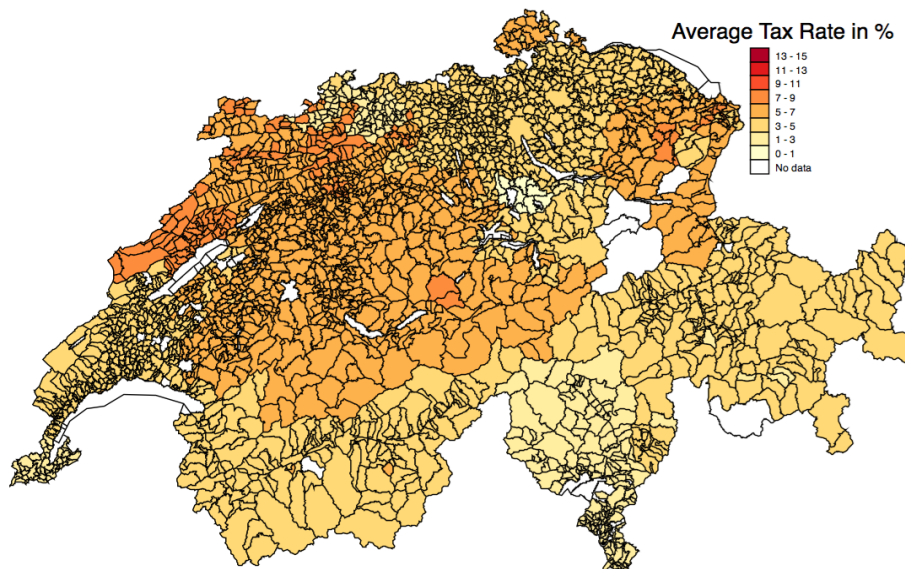 Average Tax Rate in %
13 - 15
11 - 13
9 - 11
7 - 9
5 - 7
3 - 5
1 - 3
0 - 1
No data